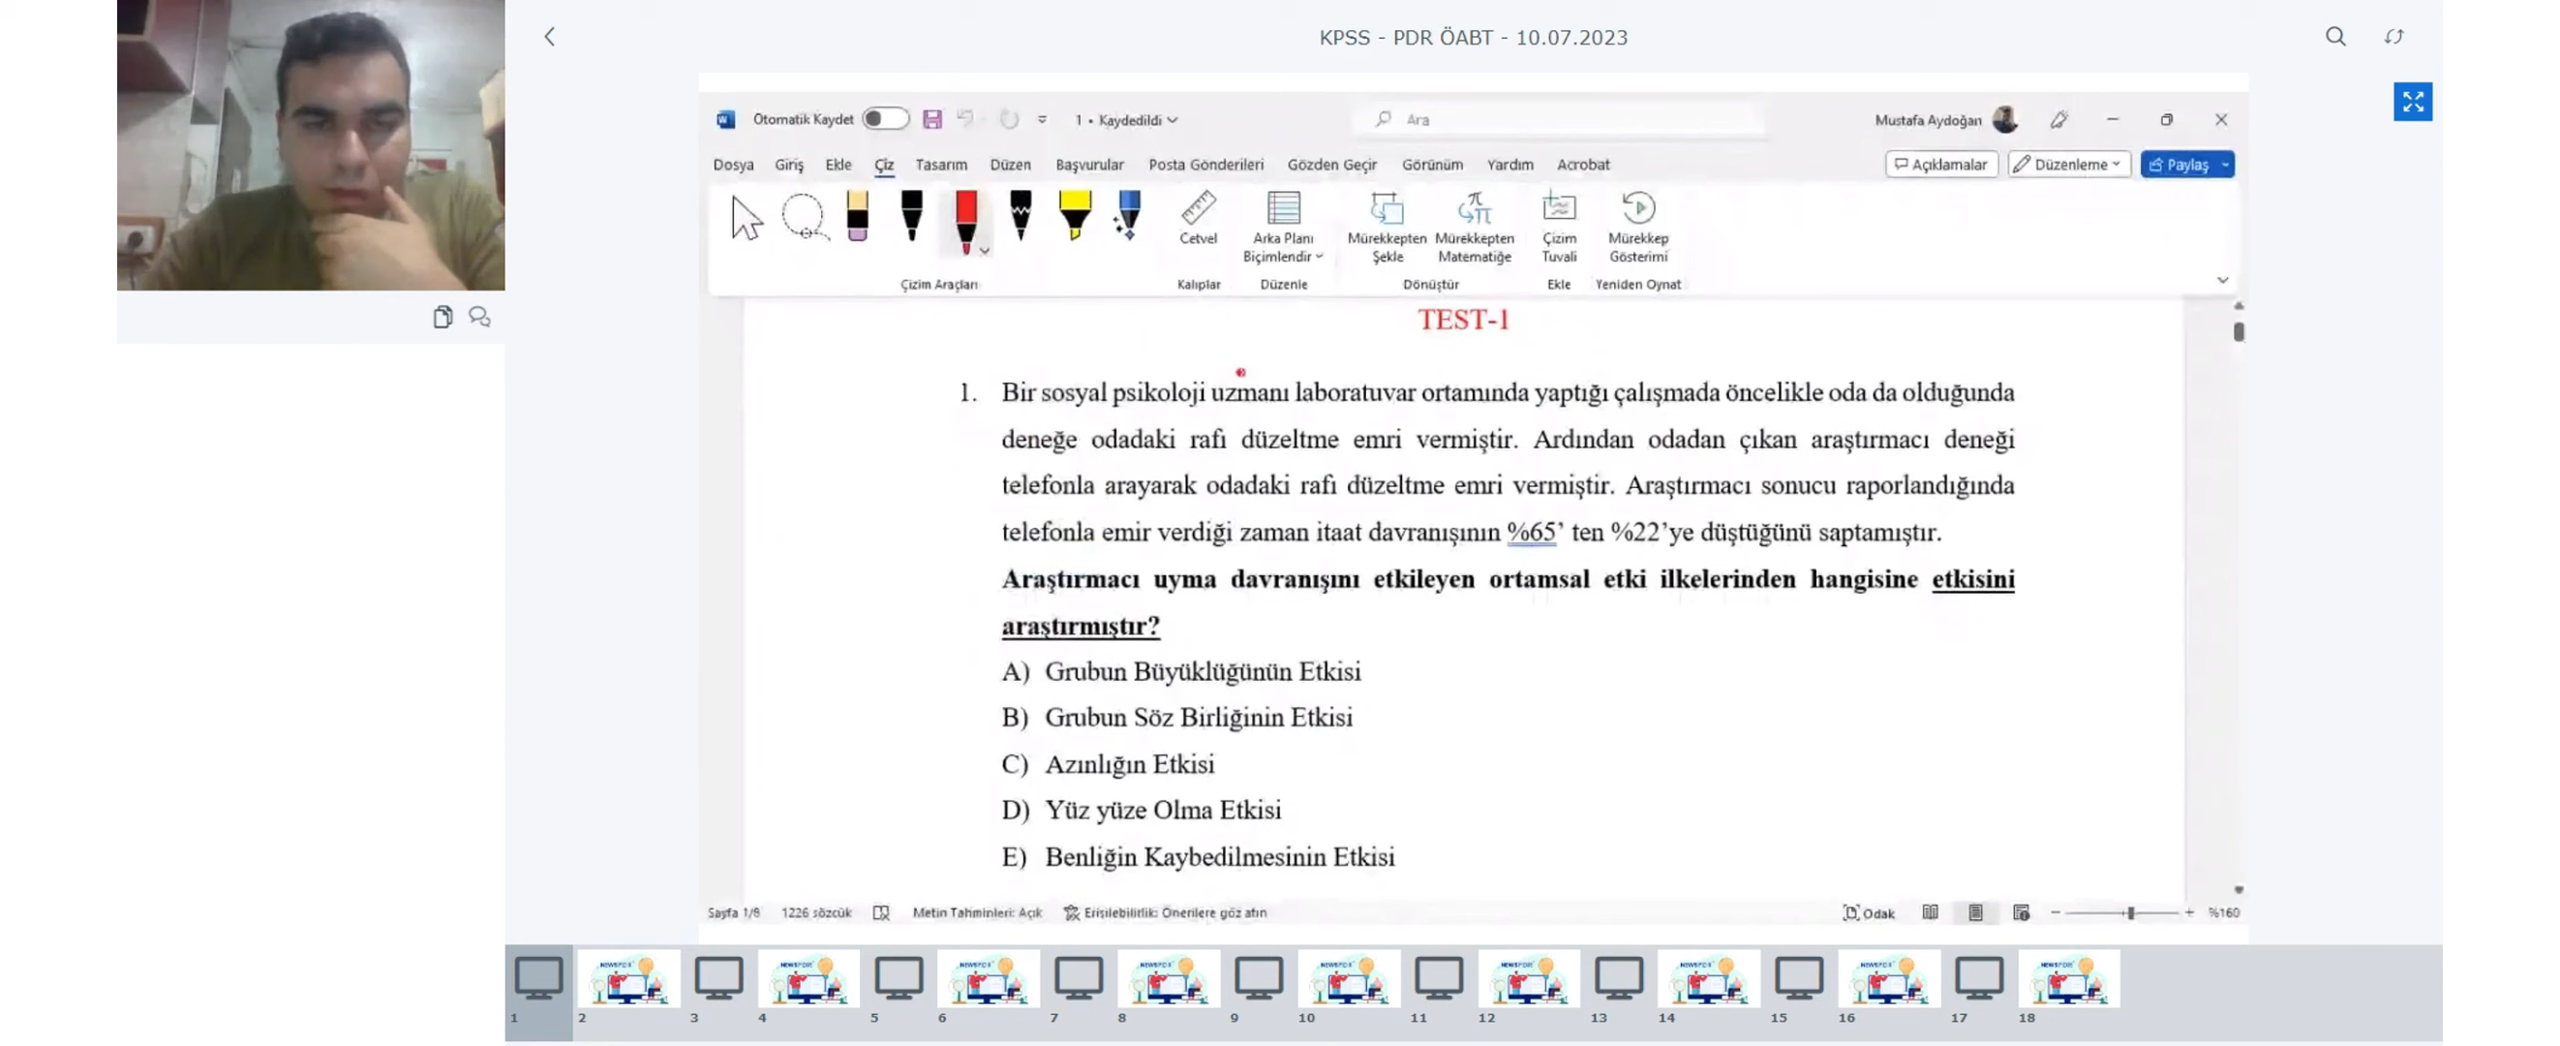 KPSS - PDR ÖABT - 10.07.2023
Otomatik Kaydet
1 • Kaydedildi
Ara
Mustafa Aydoğan
Dosya Giriş Ekle Çiz Tasarım Düzen Başvurular Posta Gönderileri Gözden Geçir Görünüm Yardım Acrobat
Açıklamalar Düzenleme Paylaş
Cetvel
Arka Planı Biçimlendir
Mürekkepten Şekle
Mürekkepten Matematiğe
Çizim Tuvali
Mürekkep Gösterimi
Çizim Araçları Kalıplar Düzenle Dönüştür Ekle Yeniden Oynat
TEST-1
1. Bir sosyal psikoloji uzmanı laboratuvar ortamında yaptığı çalışmada öncelikle oda da olduğunda
deneğe odadaki rafı düzeltme emri vermiştir. Ardından odadan çıkan araştırmacı deneği
telefonla arayarak odadaki rafı düzeltme emri vermiştir. Araştırmacı sonucu raporlandığında
telefonla emir verdiği zaman itaat davranışının %65’ ten %22’ye düştüğünü saptamıştır.
Araştırmacı uyma davranışını etkileyen ortamsal etki ilkelerinden hangisine etkisini
araştırmıştır?
A) Grubun Büyüklüğünün Etkisi
B) Grubun Söz Birliğinin Etkisi
C) Azınlığın Etkisi
D) Yüz yüze Olma Etkisi
E) Benliğin Kaybedilmesinin Etkisi
Sayfa 1/8 1226 sözcük Metin Tahminleri: Açık Erişilebilirlik: Önerilere göz atın Odak %160
1 2 3 4 5 6 7 8 9 10 11 12 13 14 15 16 17 18